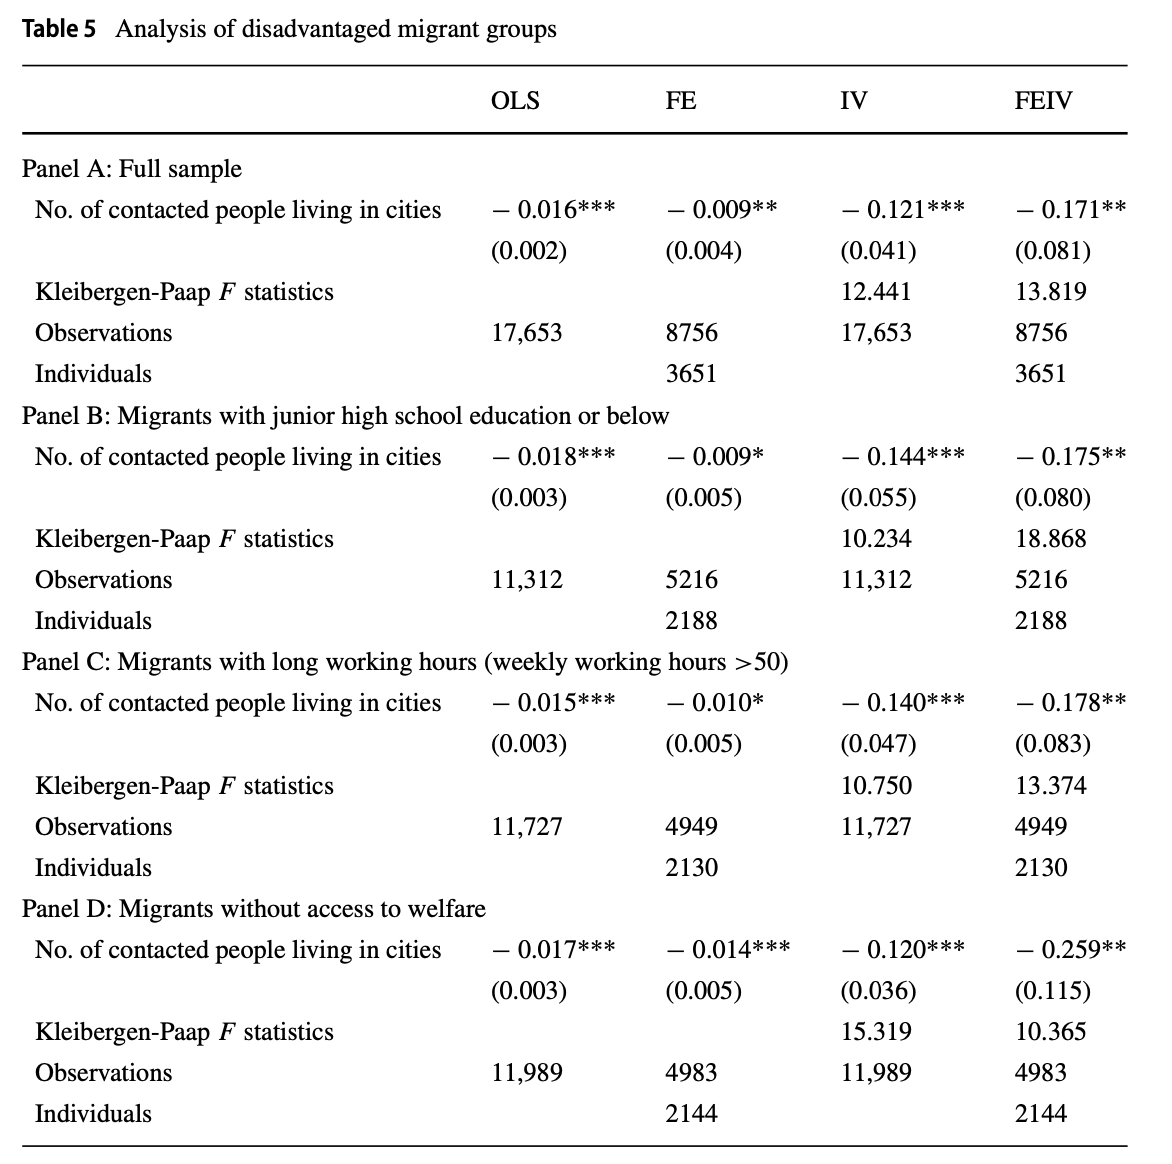 Table 5 Analysis of disadvantaged migrant groups
OLS FE IV FEIV
Panel A: Full sample
No. of contacted people living in cities − 0.016*** − 0.009** − 0.121*** − 0.171**
(0.002) (0.004) (0.041) (0.081)
Kleibergen-Paap F statistics 12.441 13.819
Observations 17,653 8756 17,653 8756
Individuals 3651 3651
Panel B: Migrants with junior high school education or below
No. of contacted people living in cities − 0.018*** − 0.009* − 0.144*** − 0.175**
(0.003) (0.005) (0.055) (0.080)
Kleibergen-Paap F statistics 10.234 18.868
Observations 11,312 5216 11,312 5216
Individuals 2188 2188
Panel C: Migrants with long working hours (weekly working hours >50)
No. of contacted people living in cities − 0.015*** − 0.010* − 0.140*** − 0.178**
(0.003) (0.005) (0.047) (0.083)
Kleibergen-Paap F statistics 10.750 13.374
Observations 11,727 4949 11,727 4949
Individuals 2130 2130
Panel D: Migrants without access to welfare
No. of contacted people living in cities − 0.017*** − 0.014*** − 0.120*** − 0.259**
(0.003) (0.005) (0.036) (0.115)
Kleibergen-Paap F statistics 15.319 10.365
Observations 11,989 4983 11,989 4983
Individuals 2144 2144